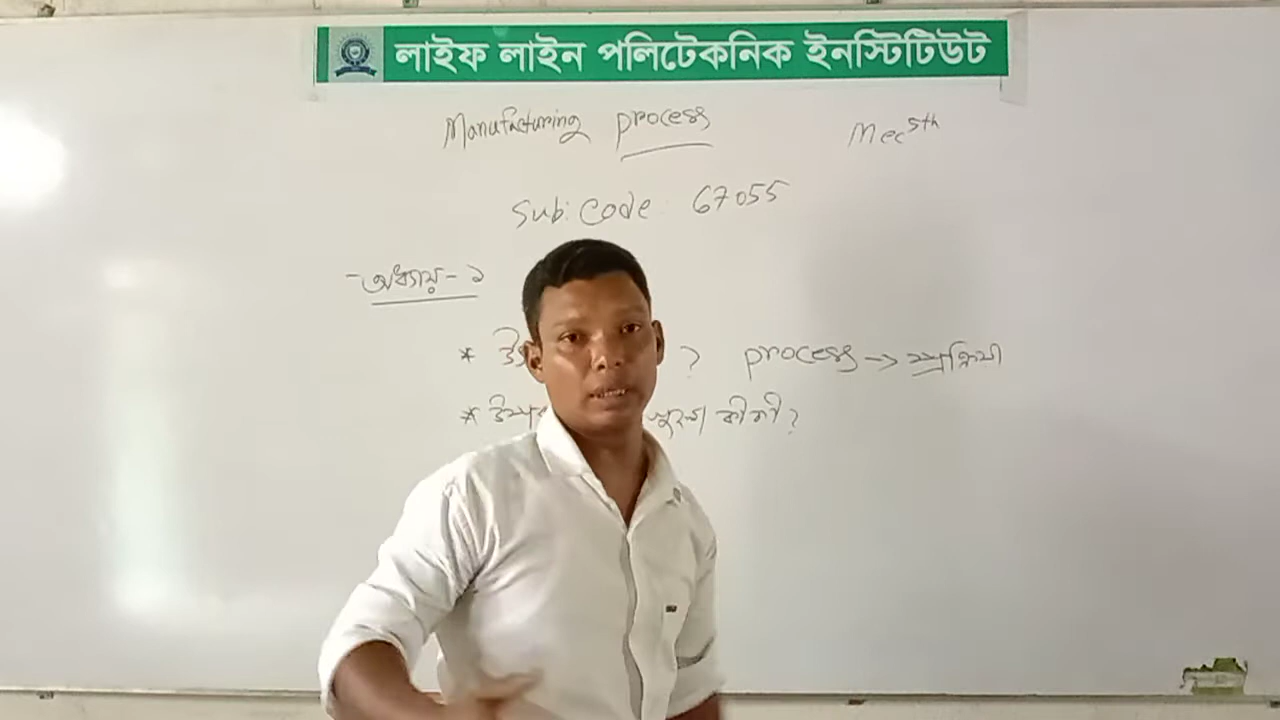 লাইফ লাইন পলিটেকনিক ইনস্টিটিউট
Manufacturing process Mec 5th
Sub: Code: 67055
-অধ্যায়- ১
* ? process → প্রক্রিয়া
* কী কী?